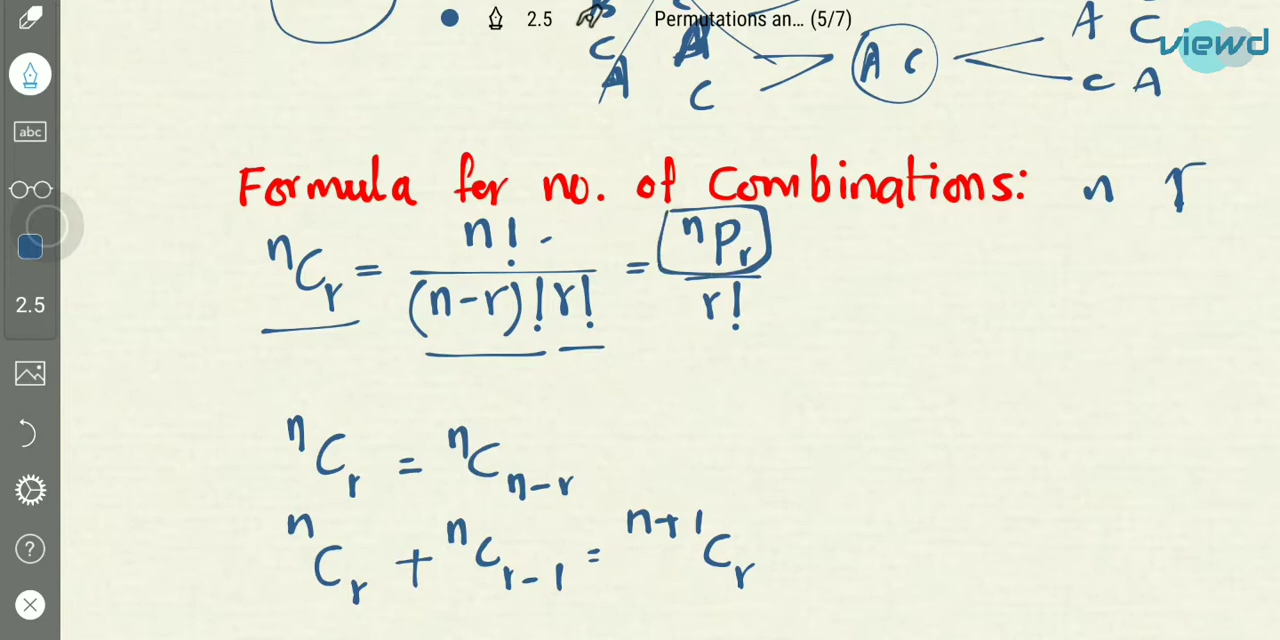 2.5 Permutations an... (5/7)
viewd
B
C A A C
C A A C C A
C
abc
Formula for no. of Combinations: n r
ⁿCᵣ = n! / (n-r)! r! = ⁿPᵣ / r!
2.5
ⁿCᵣ = ⁿCₙ₋ᵣ
ⁿCᵣ + ⁿCᵣ₋₁ = ⁿ⁺¹Cᵣ
?